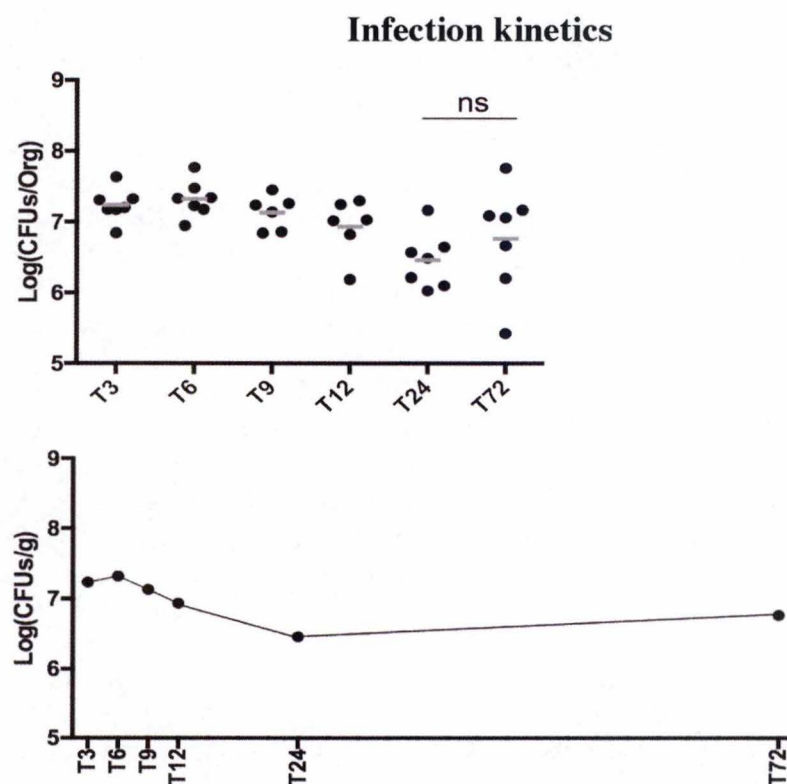 Infection kinetics
9
8
7
6
5
Log(CFUs/Org)
ns
T3 T6 T9 T12 T24 T72
9
8
7
6
5
Log(CFUs/g)
T3 T6 T9 T12 T24 T72